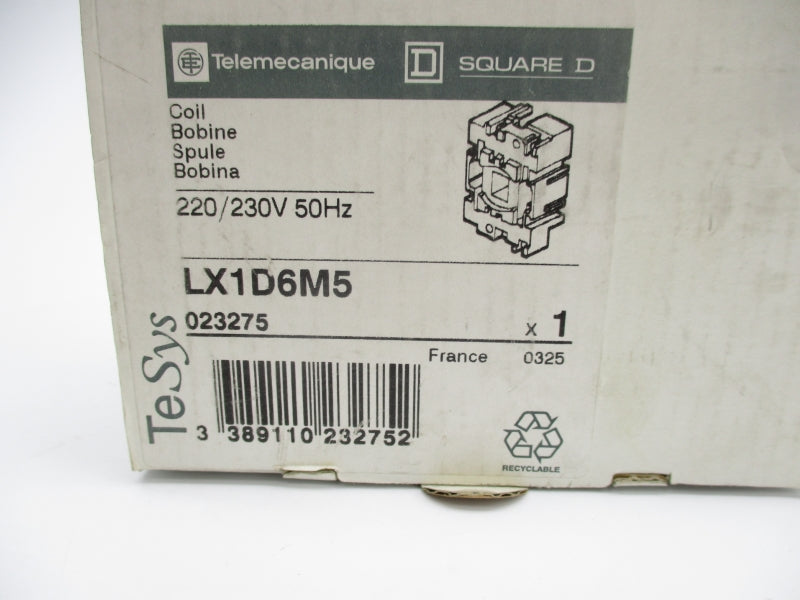 Telemecanique D SQUARE D
Coil
Bobine
Spule
Bobina
220/230V 50Hz
LX1D6M5
023275 x 1
France 0325
TeSys
3 389110 232752
RECYCLABLE